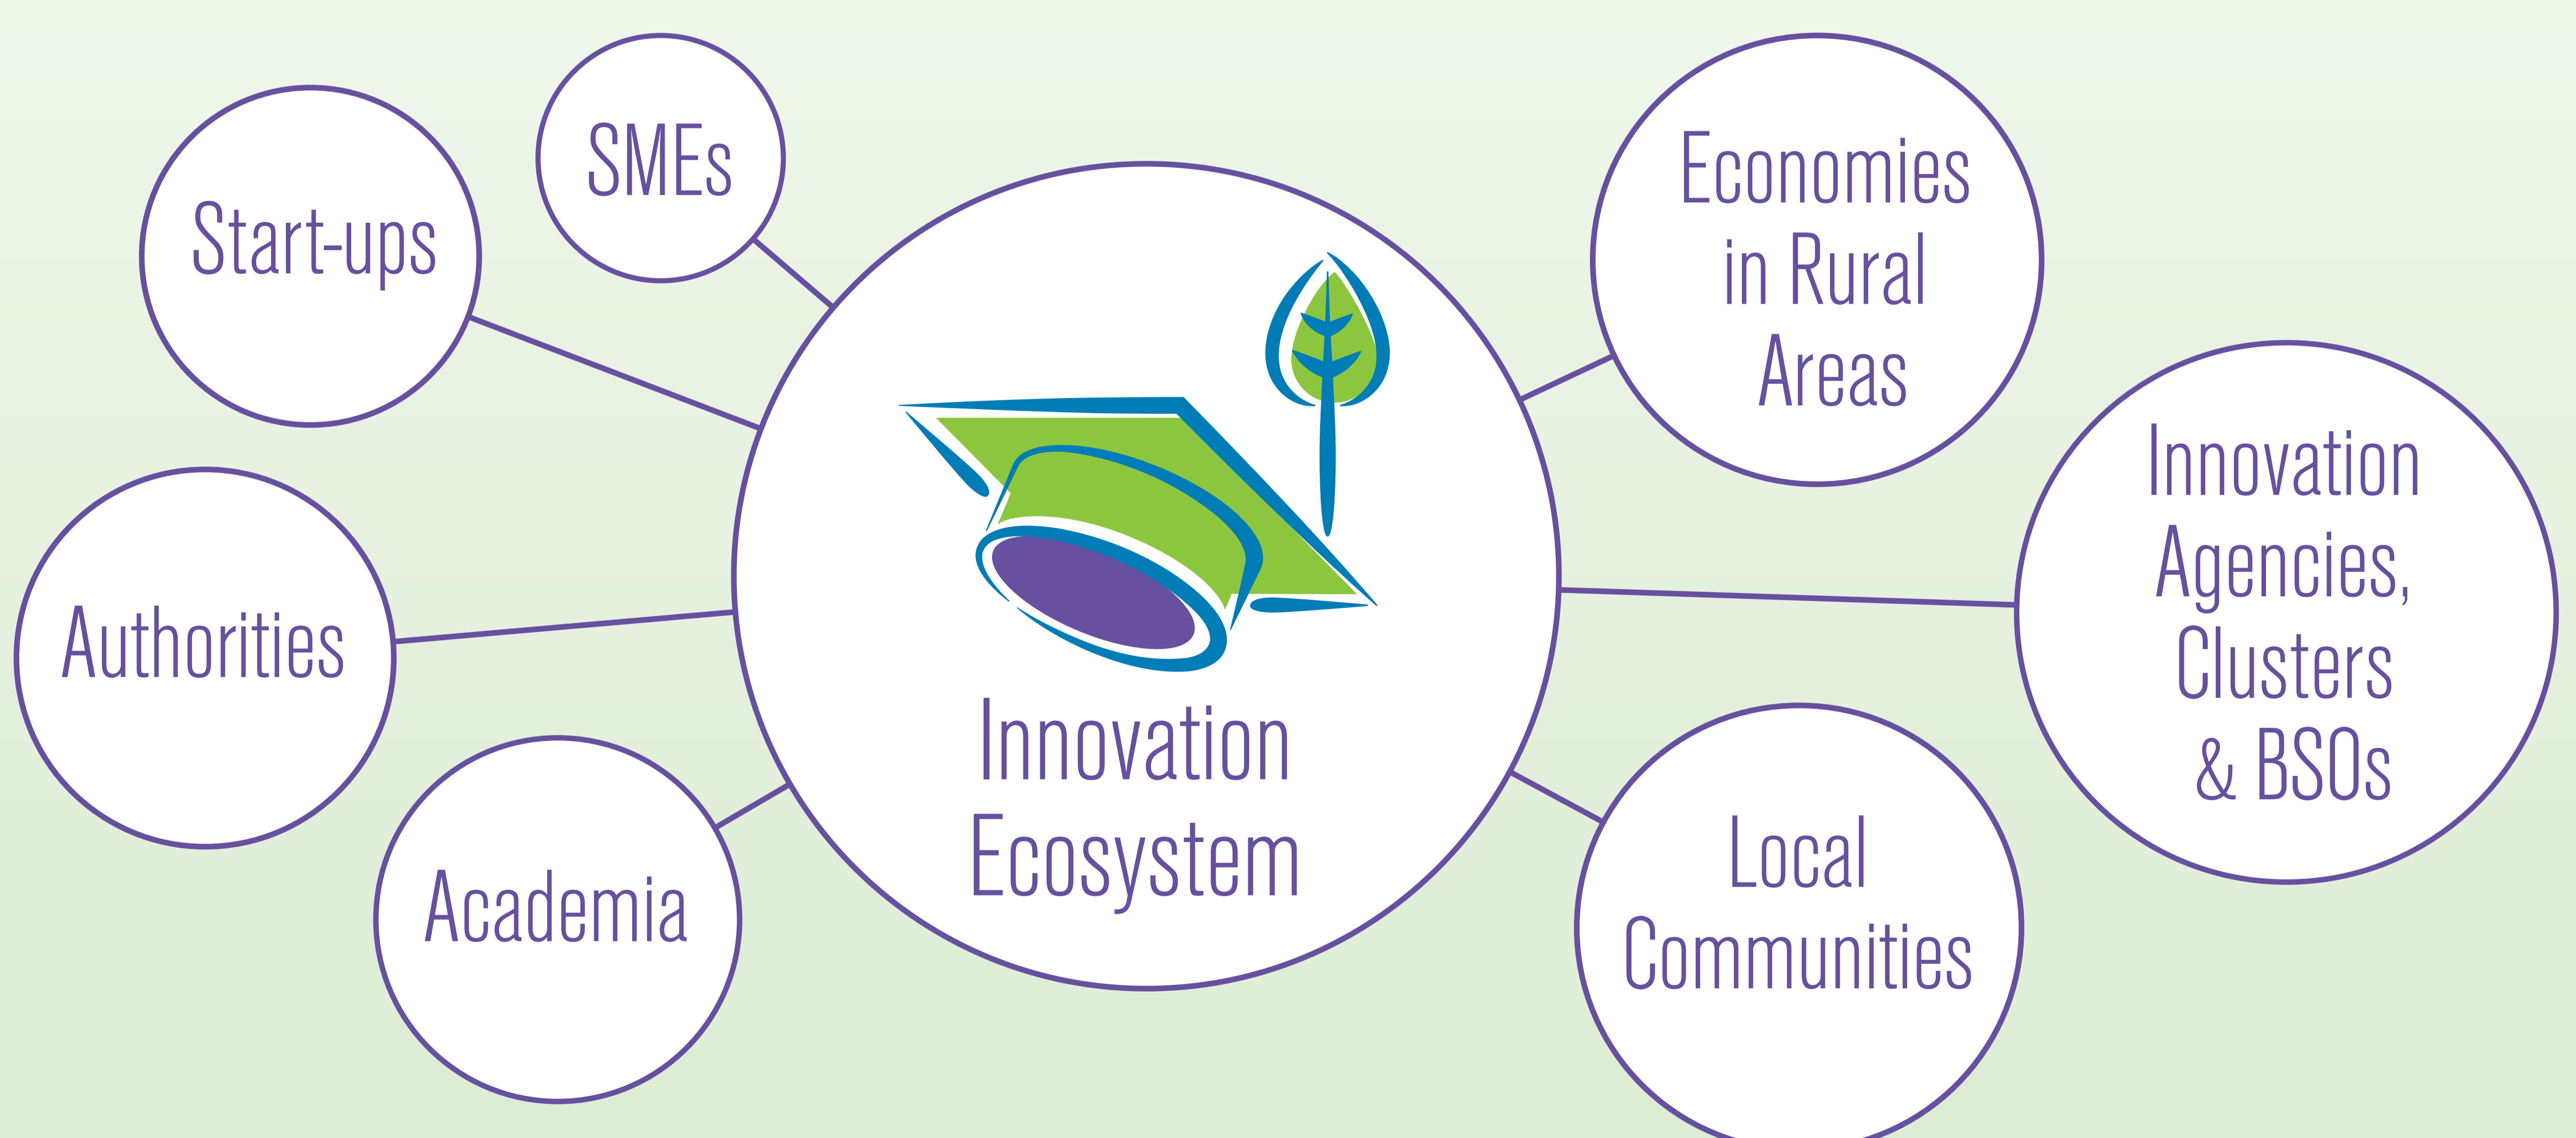 SMEs
Start-ups
Authorities
Academia
Innovation
Ecosystem
Economies
in Rural
Areas
Innovation
Agencies,
Clusters
& BSOs
Local
Communities